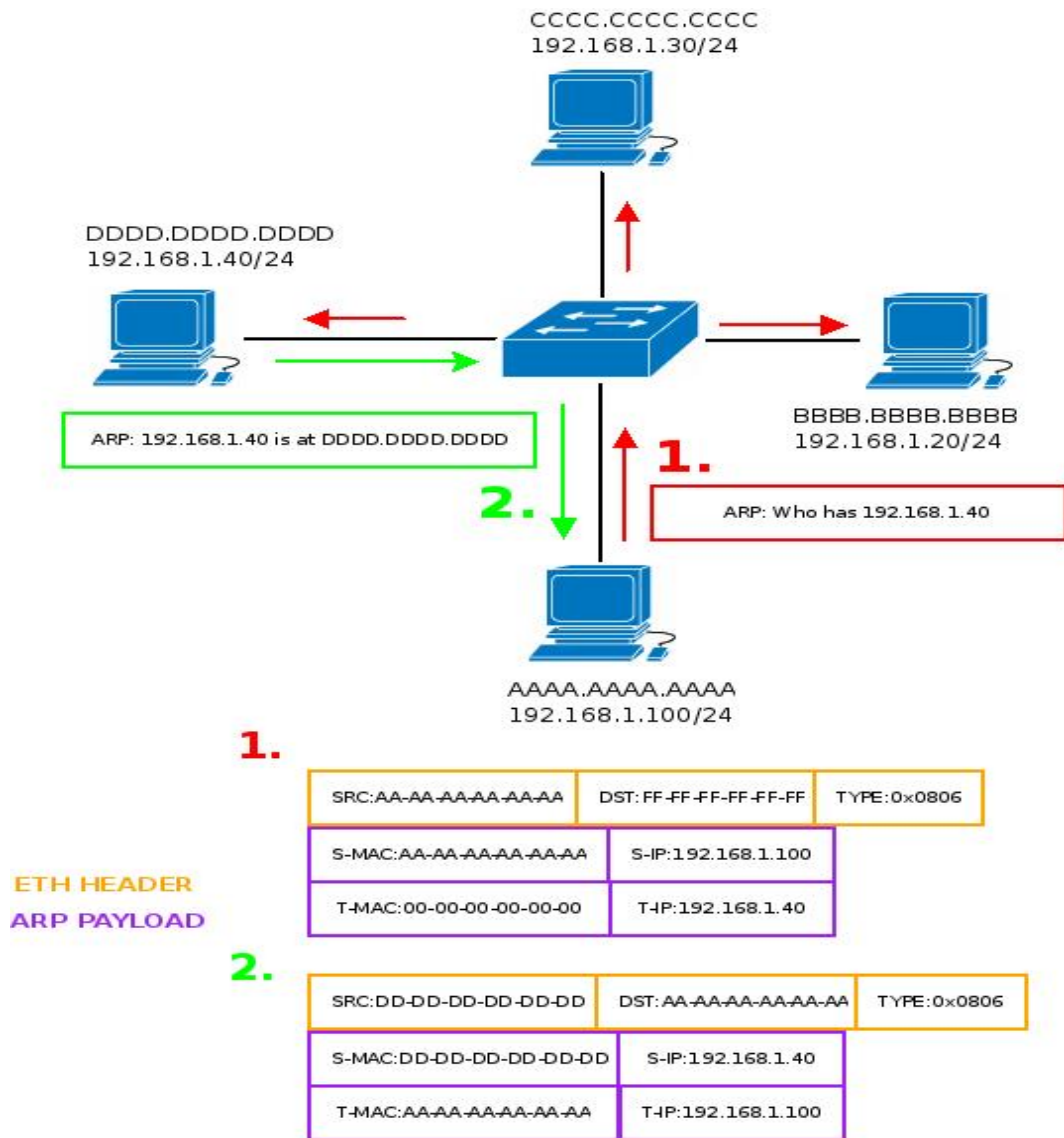 CCCC.CCCC.CCCC
192.168.1.30/24
DDDD.DDDD.DDDD
192.168.1.40/24
BBBB.BBBB.BBBB
192.168.1.20/24
ARP: 192.168.1.40 is at DDDD.DDDD.DDDD
1.
2.
ARP: Who has 192.168.1.40
AAAA.AAAA.AAAA
192.168.1.100/24
1.
SRC:AA-AA-AA-AA-AA-AA DST:FF-FF-FF-FF-FF-FF TYPE:0x0806
S-MAC:AA-AA-AA-AA-AA-AA S-IP:192.168.1.100
T-MAC:00-00-00-00-00-00 T-IP:192.168.1.40
ETH HEADER
ARP PAYLOAD
2.
SRC:DD-DD-DD-DD-DD-DD DST:AA-AA-AA-AA-AA-AA TYPE:0x0806
S-MAC:DD-DD-DD-DD-DD-DD S-IP:192.168.1.40
T-MAC:AA-AA-AA-AA-AA-AA T-IP:192.168.1.100